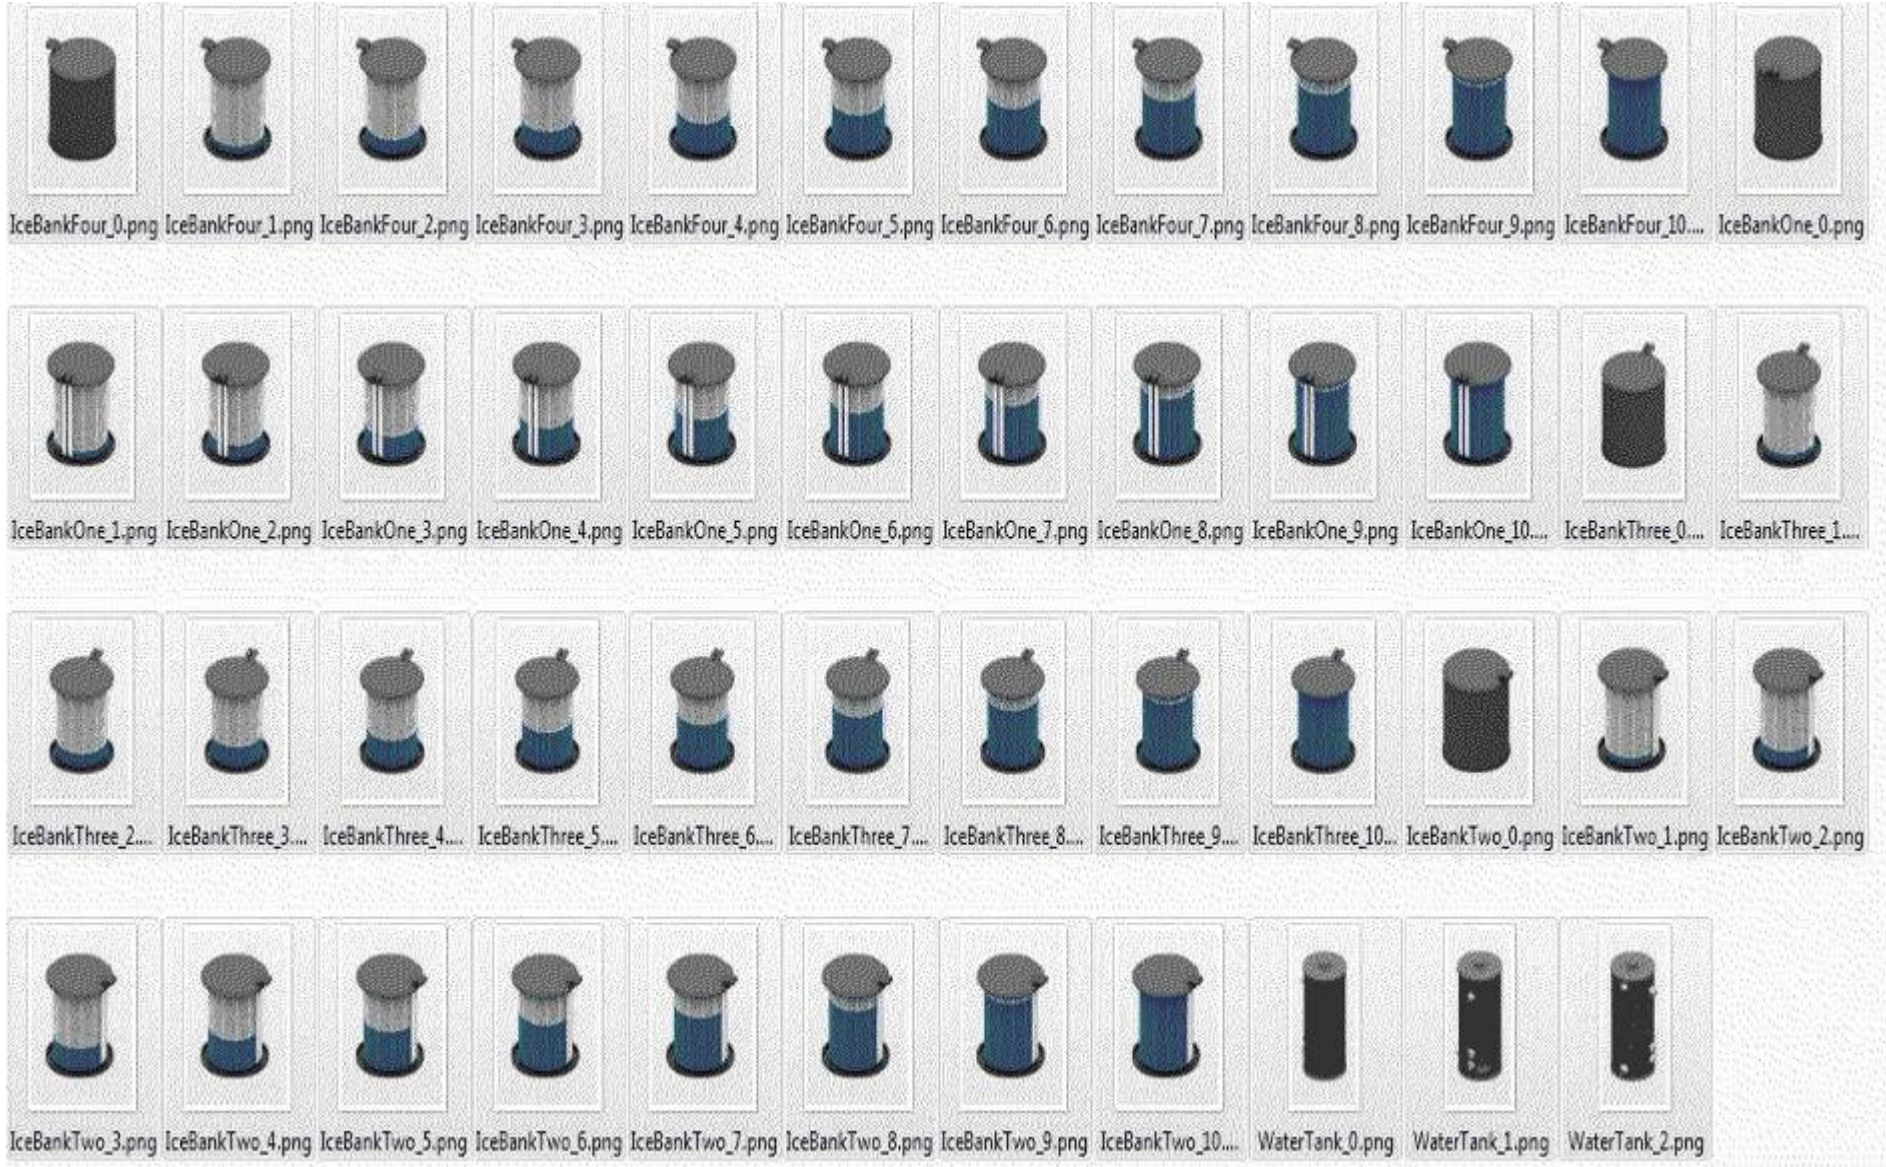 IceBankFour_0.png IceBankFour_1.png IceBankFour_2.png IceBankFour_3.png IceBankFour_4.png IceBankFour_5.png IceBankFour_6.png IceBankFour_7.png IceBankFour_8.png IceBankFour_9.png IceBankFour_10.... IceBankOne_0.png
IceBankOne_1.png IceBankOne_2.png IceBankOne_3.png IceBankOne_4.png IceBankOne_5.png IceBankOne_6.png IceBankOne_7.png IceBankOne_8.png IceBankOne_9.png IceBankOne_10.... IceBankThree_0.... IceBankThree_1....
IceBankThree_2.... IceBankThree_3.... IceBankThree_4.... IceBankThree_5.... IceBankThree_6.... IceBankThree_7.... IceBankThree_8.... IceBankThree_9.... IceBankThree_10... IceBankTwo_0.png IceBankTwo_1.png IceBankTwo_2.png
IceBankTwo_3.png IceBankTwo_4.png IceBankTwo_5.png IceBankTwo_6.png IceBankTwo_7.png IceBankTwo_8.png IceBankTwo_9.png IceBankTwo_10.... WaterTank_0.png WaterTank_1.png WaterTank_2.png